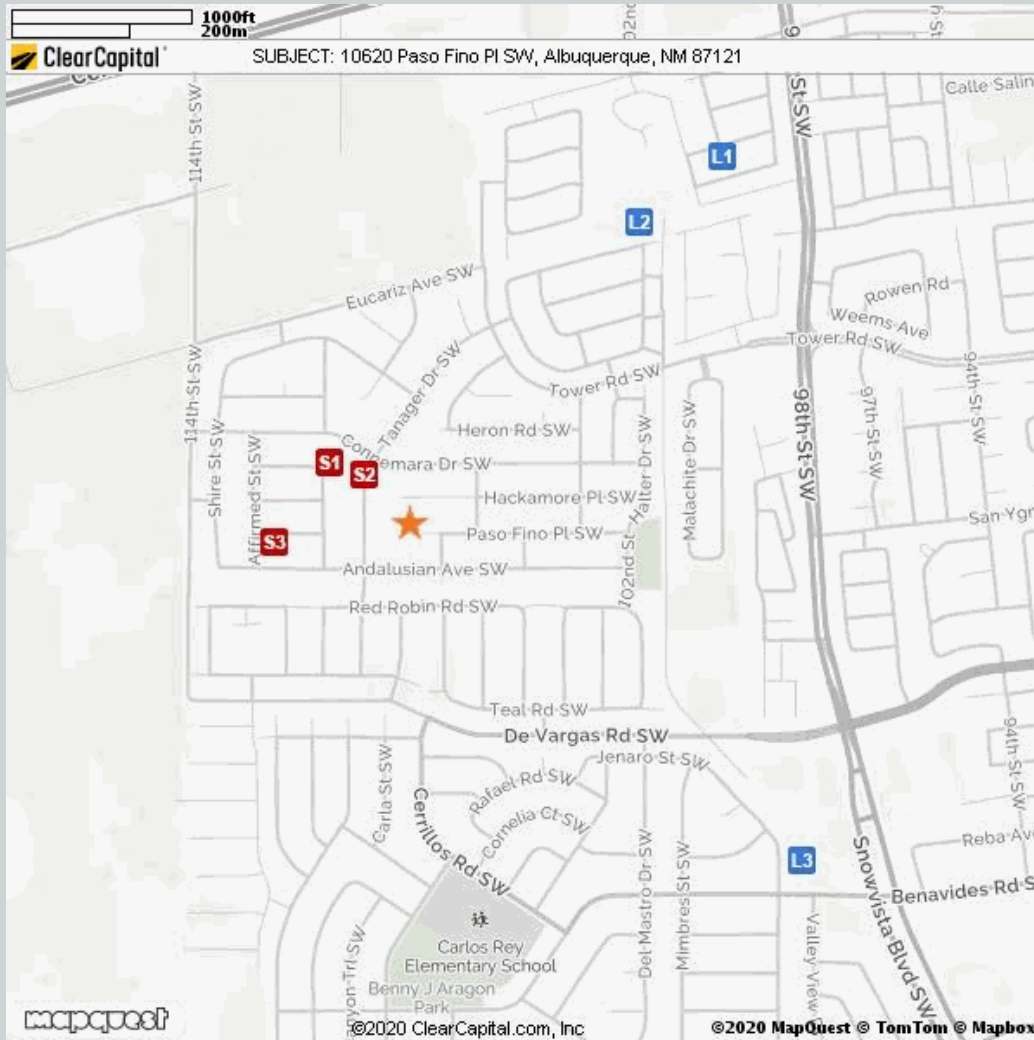 1000ft
200m
ClearCapital
SUBJECT: 10620 Paso Fino Pl SW, Albuquerque, NM 87121
114th St SW
St SW
Calle Salin
L1
L2
Eucariz Ave SW
Rowen Rd
Weems Ave
Tower Rd SW
Tanager Dr SW
Tower Rd SW
114th St SW
Shire St SW
Affirmed St SW
Heron Rd SW
Connemara Dr SW
S1
S2
Hackamore Pl SW
Paso Fino Pl SW
S3
Andalusian Ave SW
Red Robin Rd SW
102nd St
Halter Dr SW
Malachite Dr SW
98th St SW
97th St SW
94th St SW
San Ygn
Teal Rd SW
De Vargas Rd SW
Jenaro St SW
Carla St SW
Cerrillos Rd SW
Rafael Rd SW
Cornelia Ct SW
Del Mastro Dr SW
Mimbres St SW
L3
94th St SW
Reba Av
Snowvista Blvd SW
Benavides Rd S
Valley View D
Carlos Rey
Elementary School
Benny J Aragon
Park
anyon Trl SW
mapquest
©2020 ClearCapital.com, Inc
©2020 MapQuest © TomTom © Mapbox